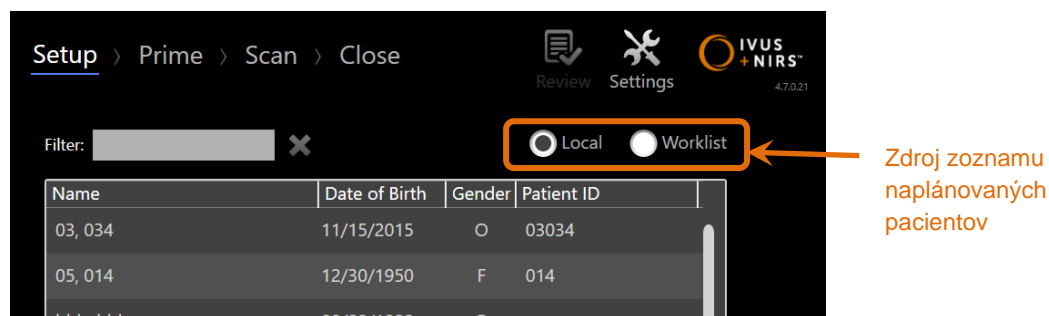 Setup › Prime › Scan › Close
Review
Settings
IVUS
+NIRS™
4.7.0.21
Filter:
Local
Worklist
Zdroj zoznamu
naplánovaných
pacientov
Name Date of Birth Gender Patient ID
03, 034 11/15/2015 O 03034
05, 014 12/30/1950 F 014